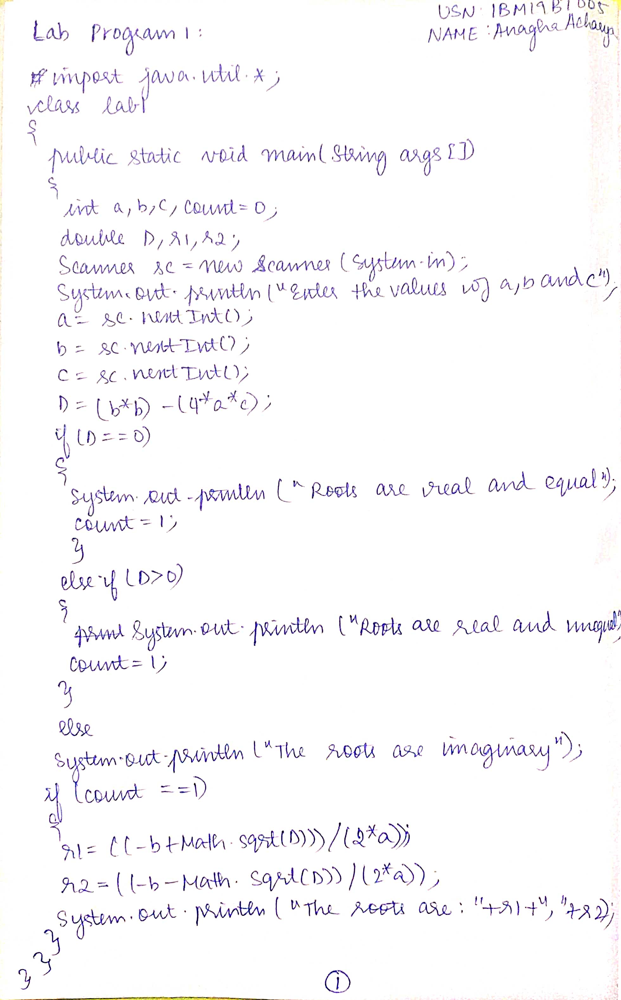 USN: 1BM19BT005
NAME: Anagha Acharya
Lab Program 1:
import java.util.*;
class lab1
{
public static void main(String args[])
{
int a, b, c, count=0;
double D, r1, r2;
Scanner sc = new Scanner (System.in);
System.out.println ("Enter the values of a, b and c");
a = sc.nextInt();
b = sc.nextInt();
c = sc.nextInt();
D = (b*b) - (4*a*c);
if (D==0)
{
System.out.println ("Roots are real and equal");
count = 1;
}
else if (D>0)
{
System.out.println ("Roots are real and unequal")
count = 1;
}
else
System.out.println ("The roots are imaginary");
if (count ==1)
{
r1= ((-b+Math.sqrt(D)))/(2*a));
r2=((-b-Math.sqrt(D))/(2*a));
System.out.println ("The roots are: "+r1+", "+r2);
}
}
}
1